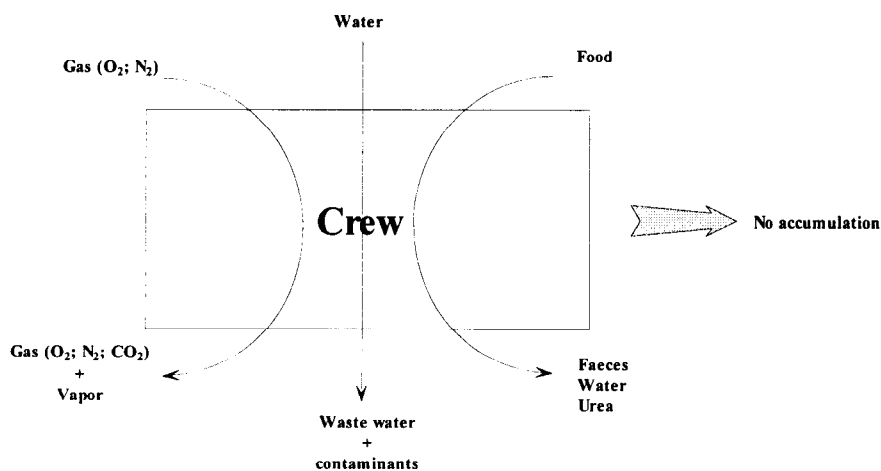 Water
Gas (O₂; N₂)
Food
Crew
No accumulation
Gas (O₂; N₂; CO₂)
+
Vapor
Waste water
+
contaminants
Faeces
Water
Urea